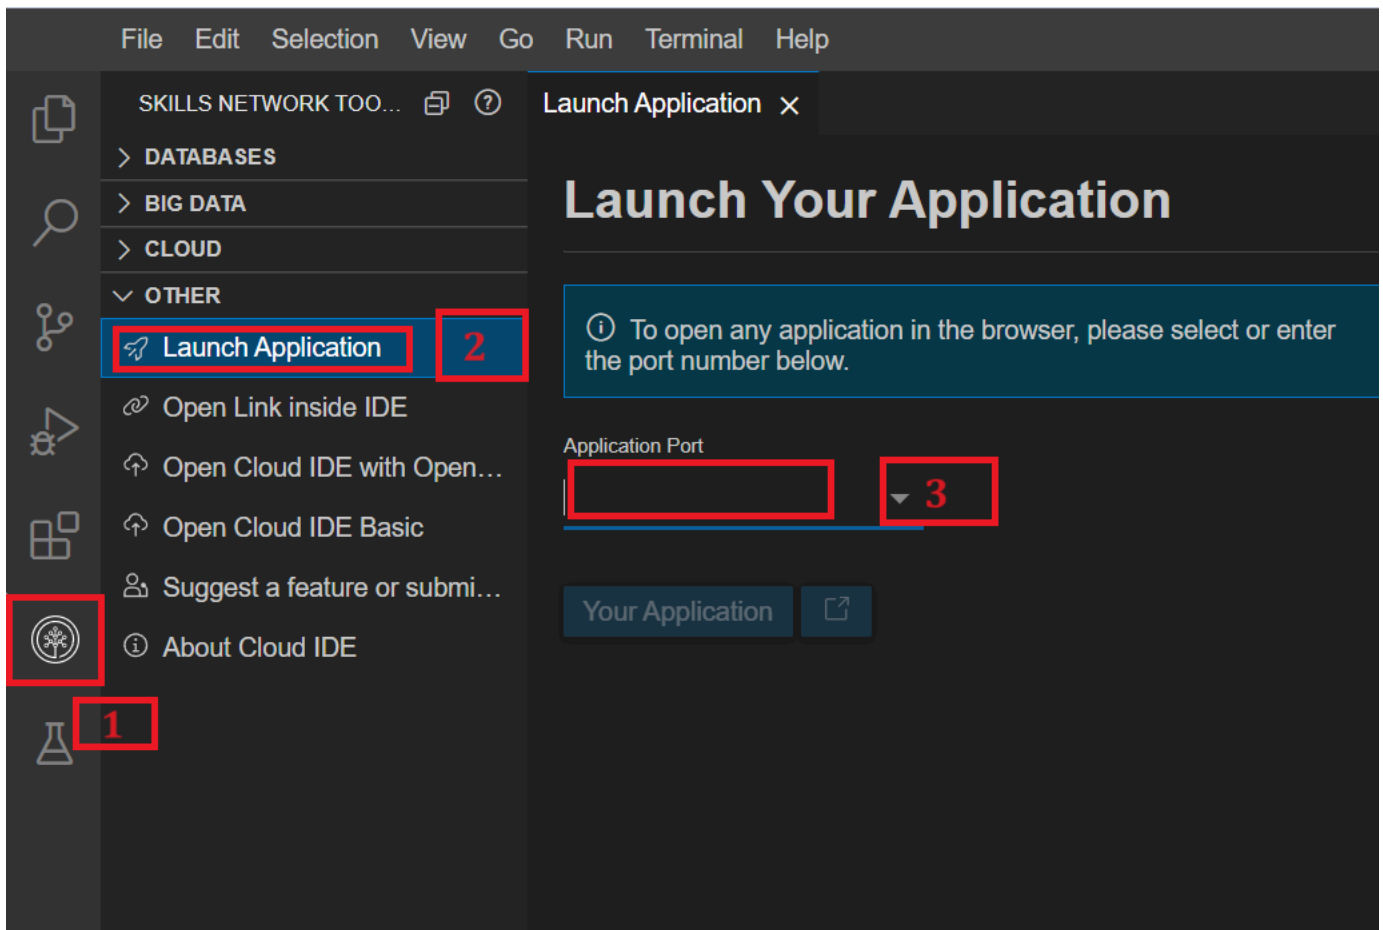 File Edit Selection View Go Run Terminal Help
SKILLS NETWORK TOO...
Launch Application
DATABASES
BIG DATA
CLOUD
OTHER
Launch Application 2
Open Link inside IDE
Open Cloud IDE with Open...
Open Cloud IDE Basic
Suggest a feature or submi...
About Cloud IDE
1
Launch Your Application
To open any application in the browser, please select or enter
the port number below.
Application Port
3
Your Application